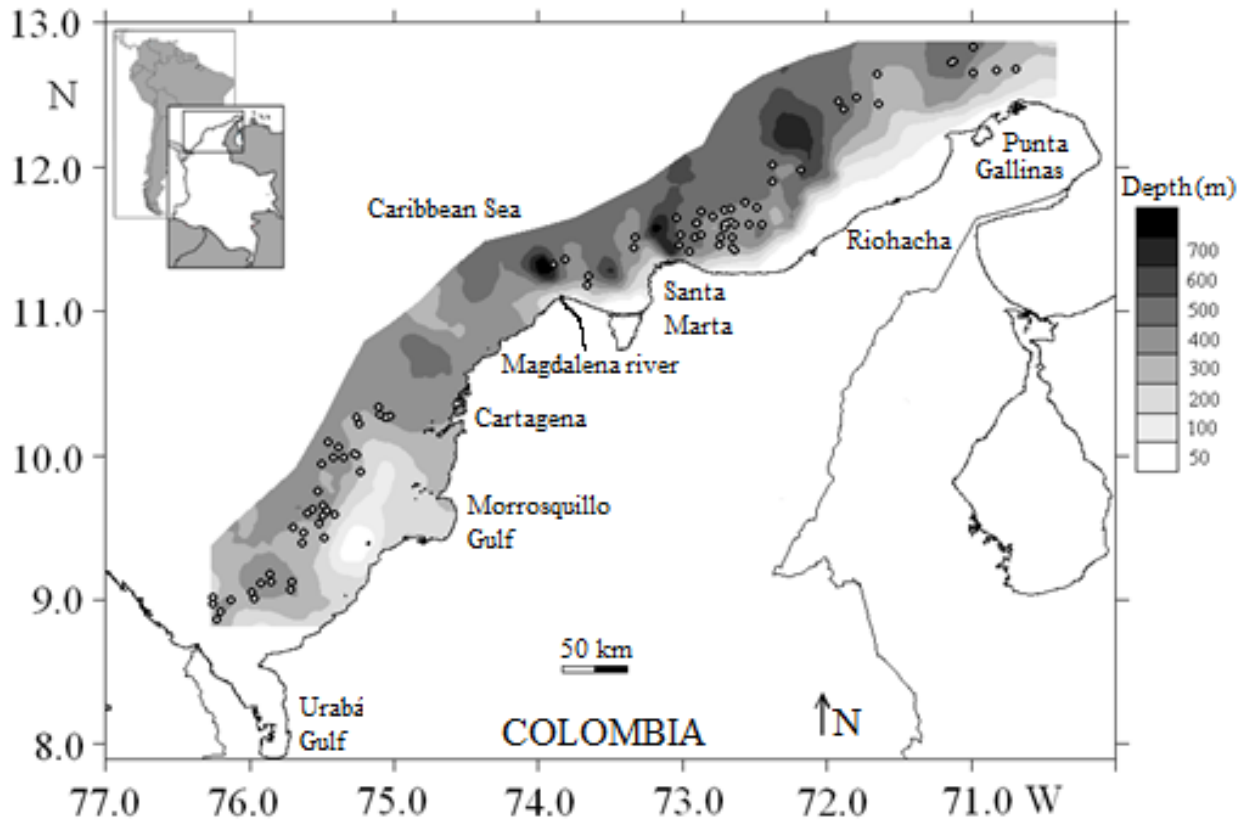 13.0
N
12.0
11.0
10.0
9.0
8.0
Caribbean Sea
Punta
Gallinas
Riohacha
Santa
Marta
Magdalena river
Cartagena
Morrosquillo
Gulf
Urabá
Gulf
50 km
COLOMBIA
N
Depth (m)
700
600
500
400
300
200
100
50
77.0
76.0
75.0
74.0
73.0
72.0
71.0 W